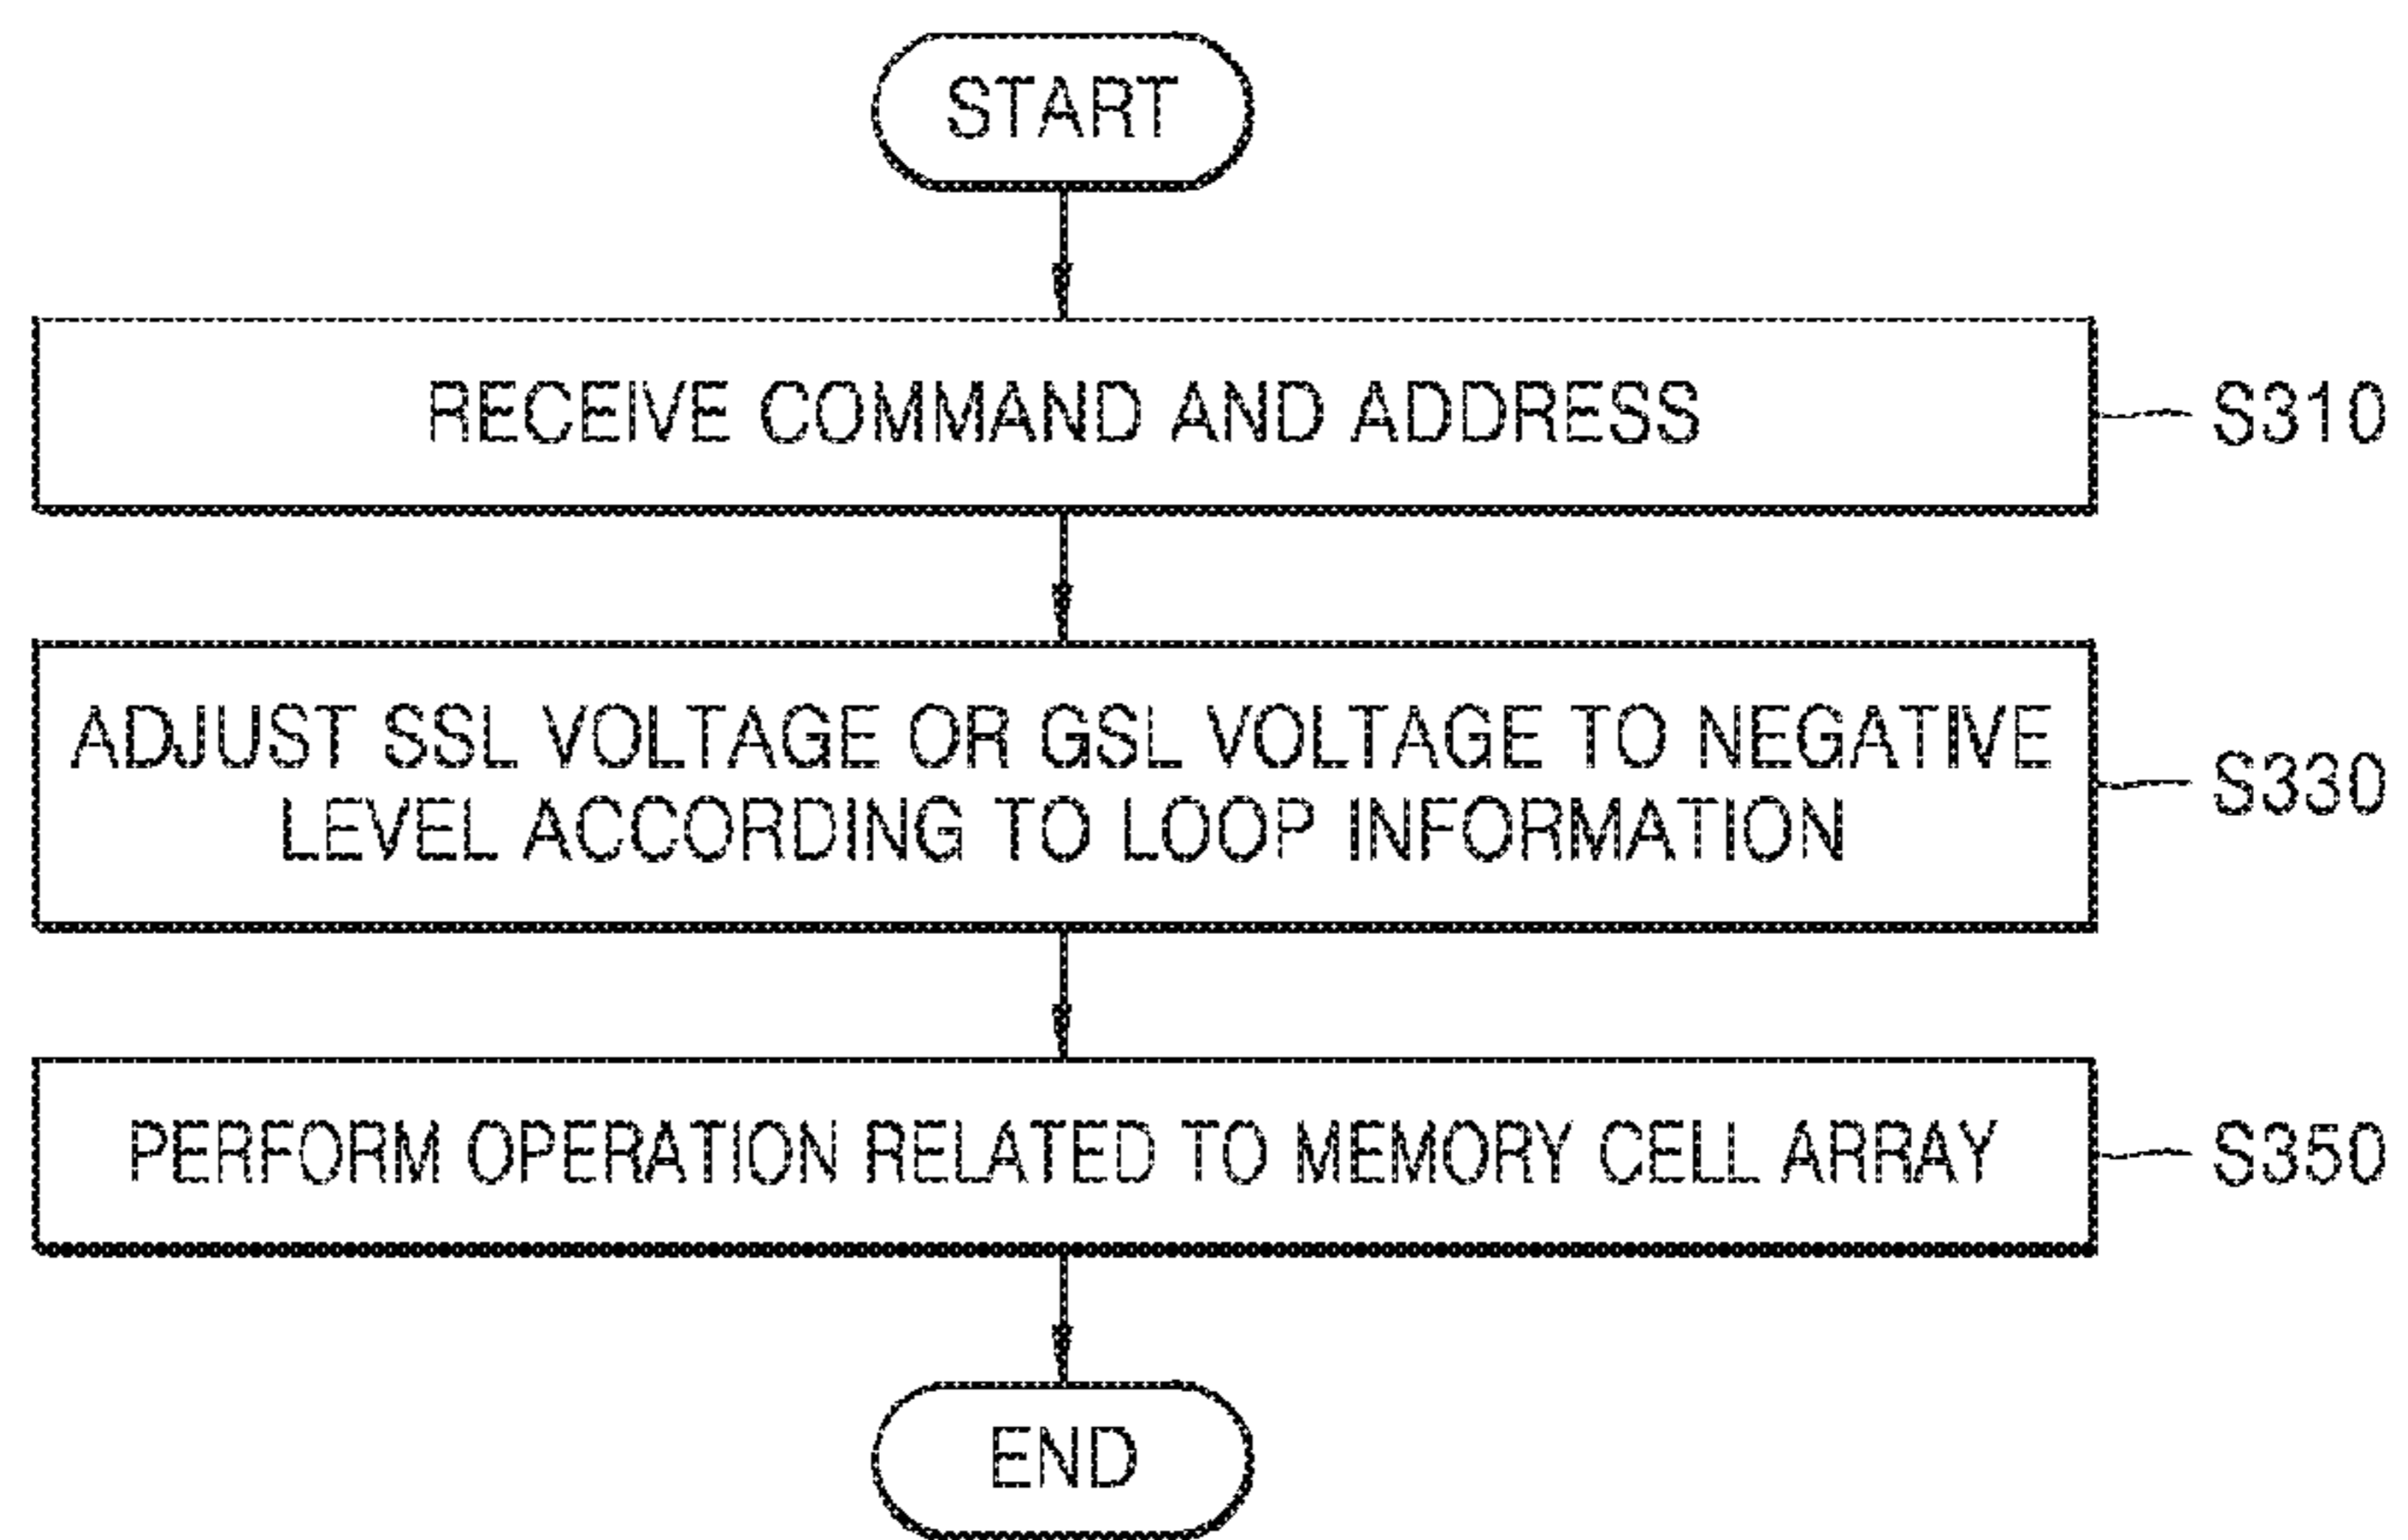 START
RECEIVE COMMAND AND ADDRESS
S310
ADJUST SSL VOLTAGE OR GSL VOLTAGE TO NEGATIVE
LEVEL ACCORDING TO LOOP INFORMATION
S330
PERFORM OPERATION RELATED TO MEMORY CELL ARRAY
S350
END